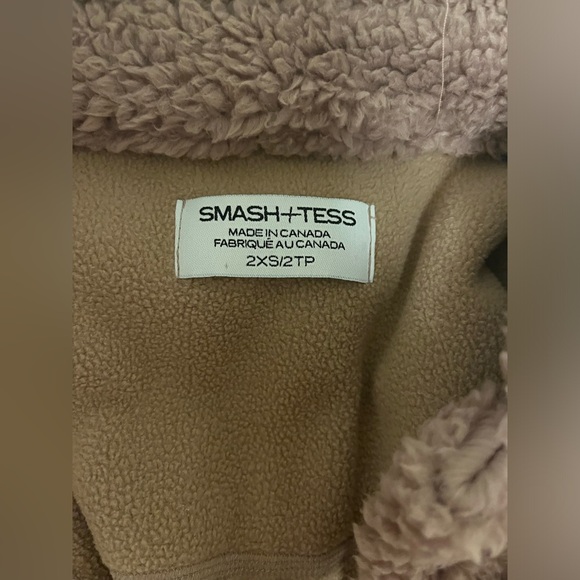 SMASH+TESS
MADE IN CANADA
FABRIQUÉ AU CANADA
2XS/2TP